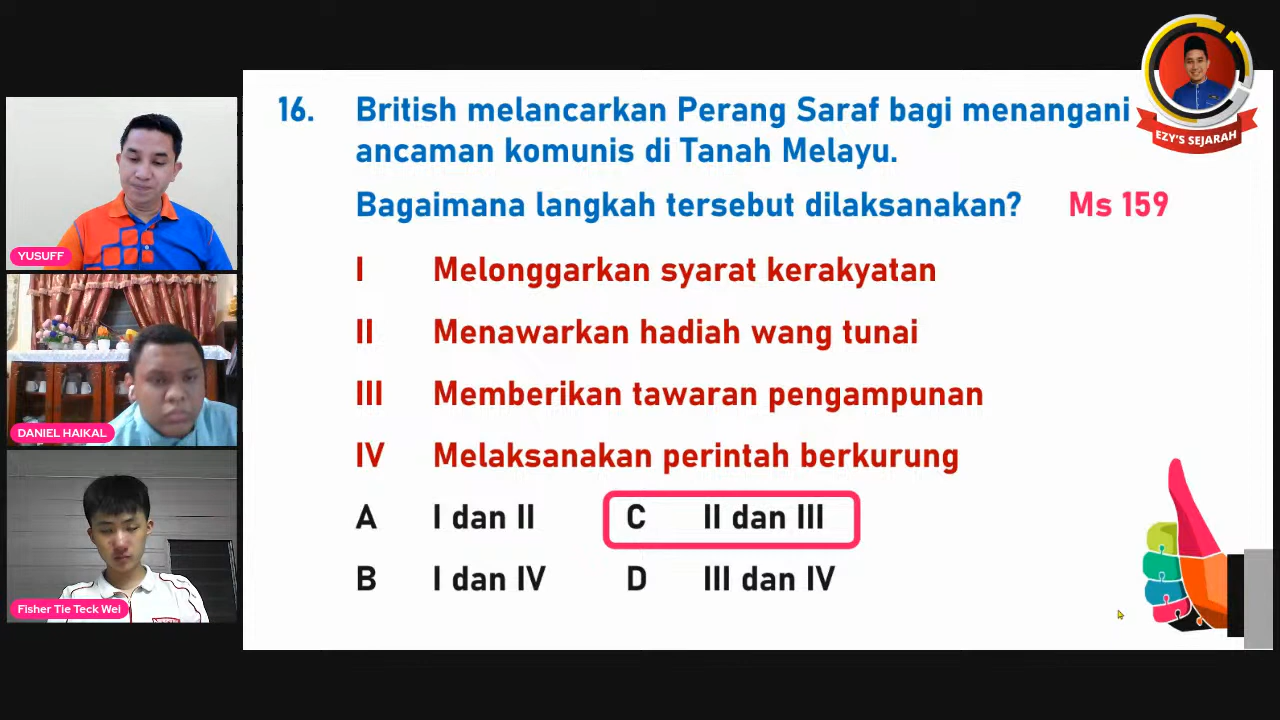 16. British melancarkan Perang Saraf bagi menangani
ancaman komunis di Tanah Melayu.
Bagaimana langkah tersebut dilaksanakan? Ms 159
I Melonggarkan syarat kerakyatan
II Menawarkan hadiah wang tunai
III Memberikan tawaran pengampunan
IV Melaksanakan perintah berkurung
A I dan II C II dan III
B I dan IV D III dan IV
EZY'S SEJARAH
YUSUFF
DANIEL HAIKAL
Fisher Tie Teck Wei